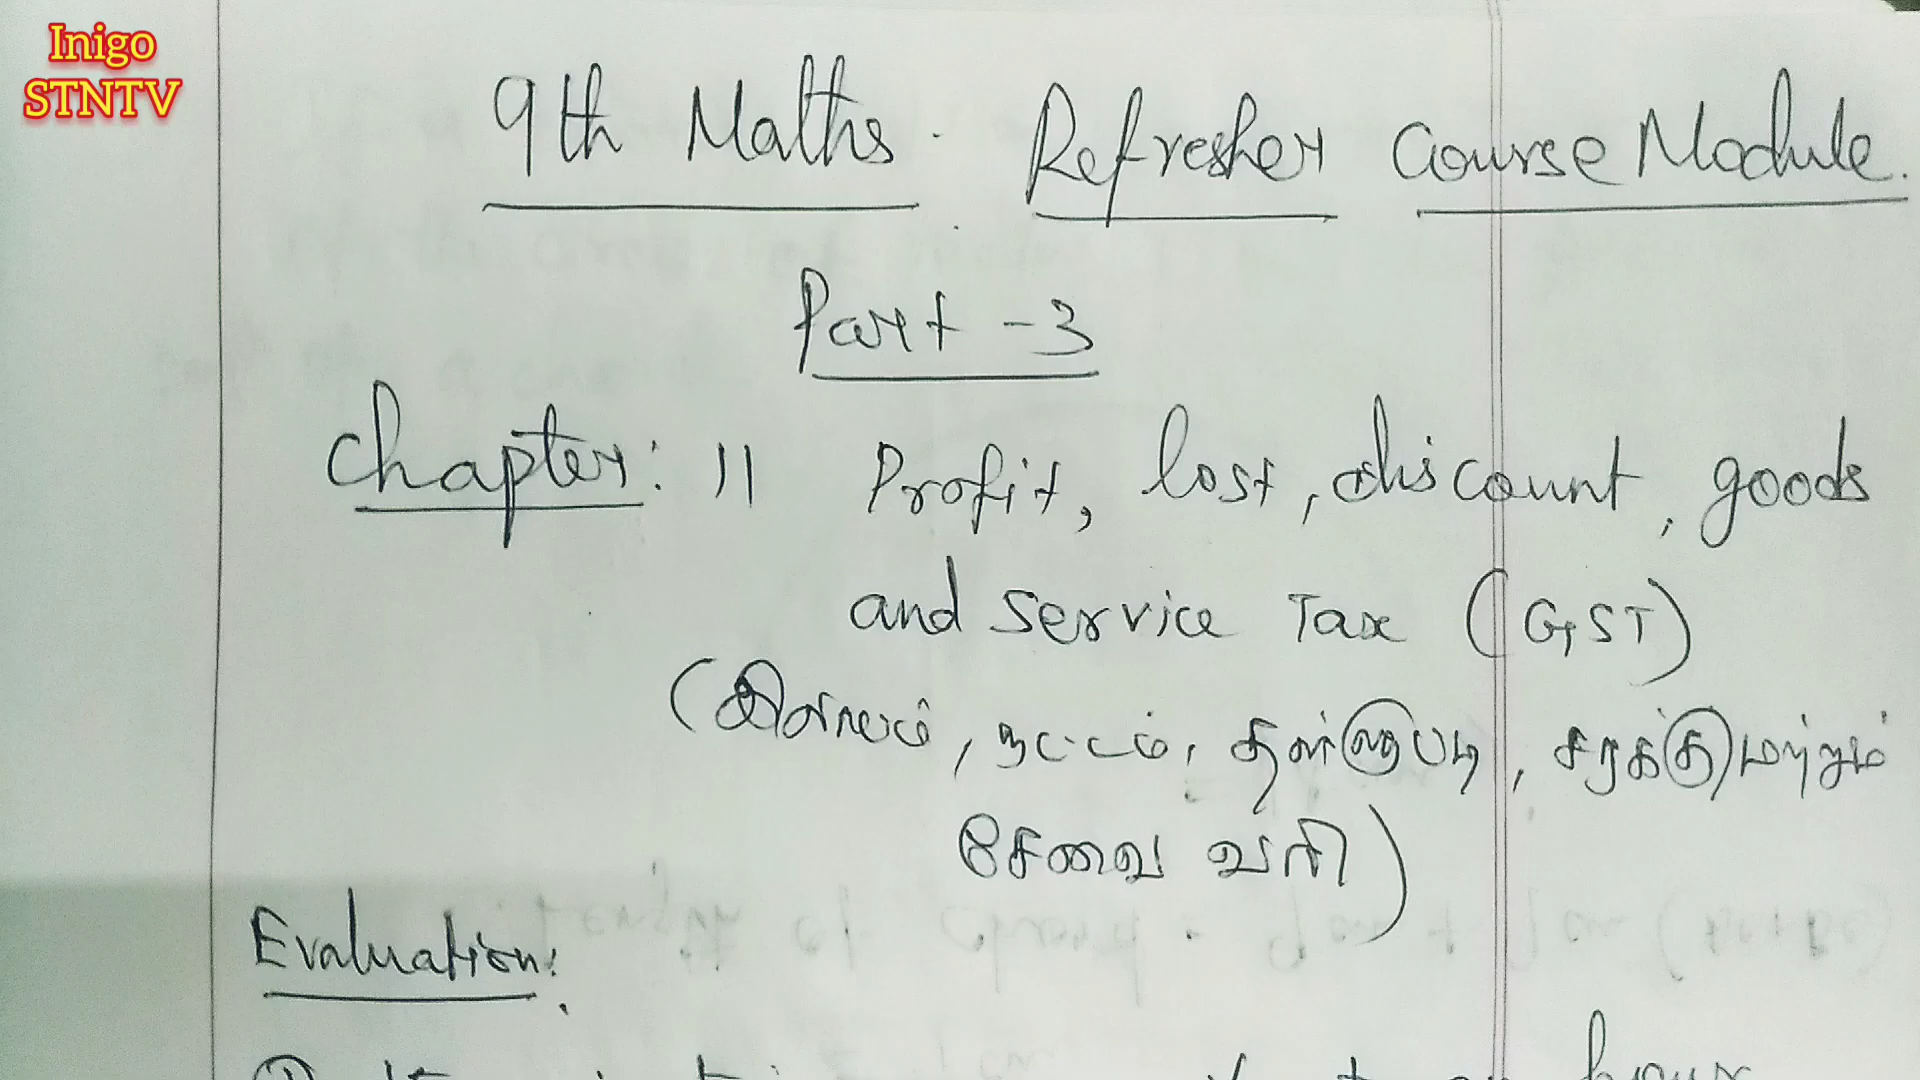 Inigo
STNTV
9th Maths. Refresher Course Module.
Part -3
Chapter: 11 Profit, lost, discount, goods
and service Tax (GST)
(இலாபம், நட்டம், தள்ளுபடி, சரக்கு மற்றும்
சேவை வரி)
Evaluation: